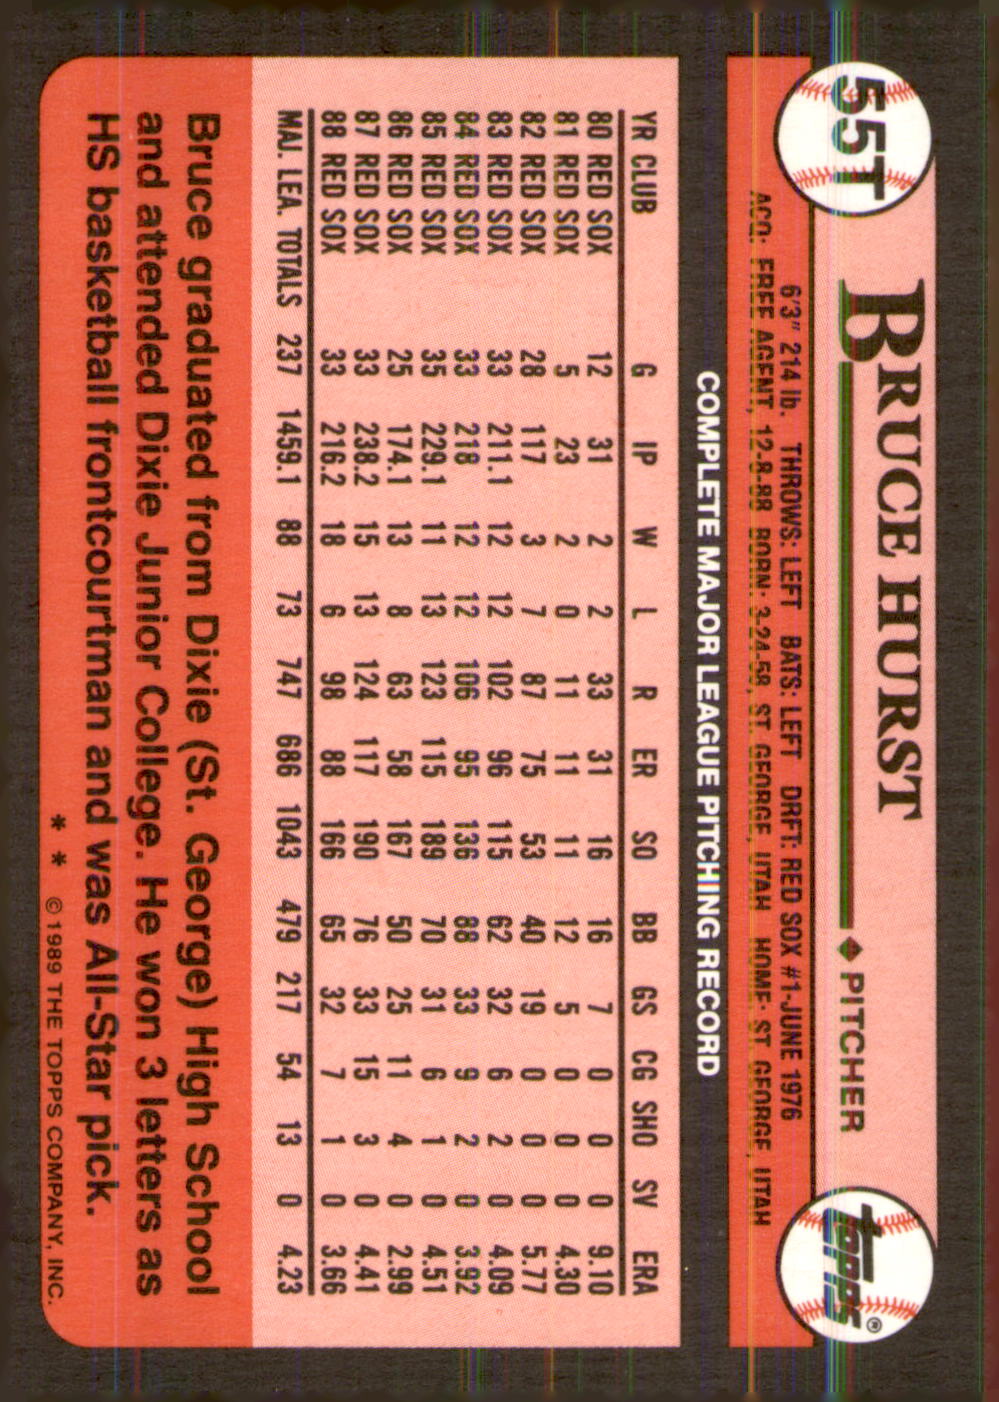 55T
BRUCE HURST ♦ PITCHER
TOPPS®
6'3" 214 lb. THROWS: LEFT BATS: LEFT DRFT: RED SOX #1-JUNE 1976
ACQ: FREE AGENT, 12-8-88 BORN: 3-24-58, ST. GEORGE, UTAH HOME: ST. GEORGE, UTAH
COMPLETE MAJOR LEAGUE PITCHING RECORD
YR CLUB G IP W L R ER SO BB GS CG SHO SV ERA
80 RED SOX 12 31 2 2 33 31 16 16 7 0 0 0 9.10
81 RED SOX 5 23 2 0 11 11 11 12 5 0 0 0 4.30
82 RED SOX 28 117 3 7 87 75 53 40 19 0 0 0 5.77
83 RED SOX 33 211.1 12 12 102 96 115 62 32 6 2 0 4.09
84 RED SOX 33 218 12 12 106 95 136 88 33 9 2 0 3.92
85 RED SOX 35 229.1 11 13 123 115 189 70 31 6 1 0 4.51
86 RED SOX 25 174.1 13 8 63 58 167 50 25 11 4 0 2.99
87 RED SOX 33 238.2 15 13 124 117 190 76 33 15 3 0 4.41
88 RED SOX 33 216.2 18 6 98 88 166 65 32 7 1 0 3.66
MAJ. LEA. TOTALS 237 1459.1 88 73 747 686 1043 479 217 54 13 0 4.23
Bruce graduated from Dixie (St. George) High School
and attended Dixie Junior College. He won 3 letters as
HS basketball frontcourtman and was All-Star pick.
* * © 1989 THE TOPPS COMPANY, INC.